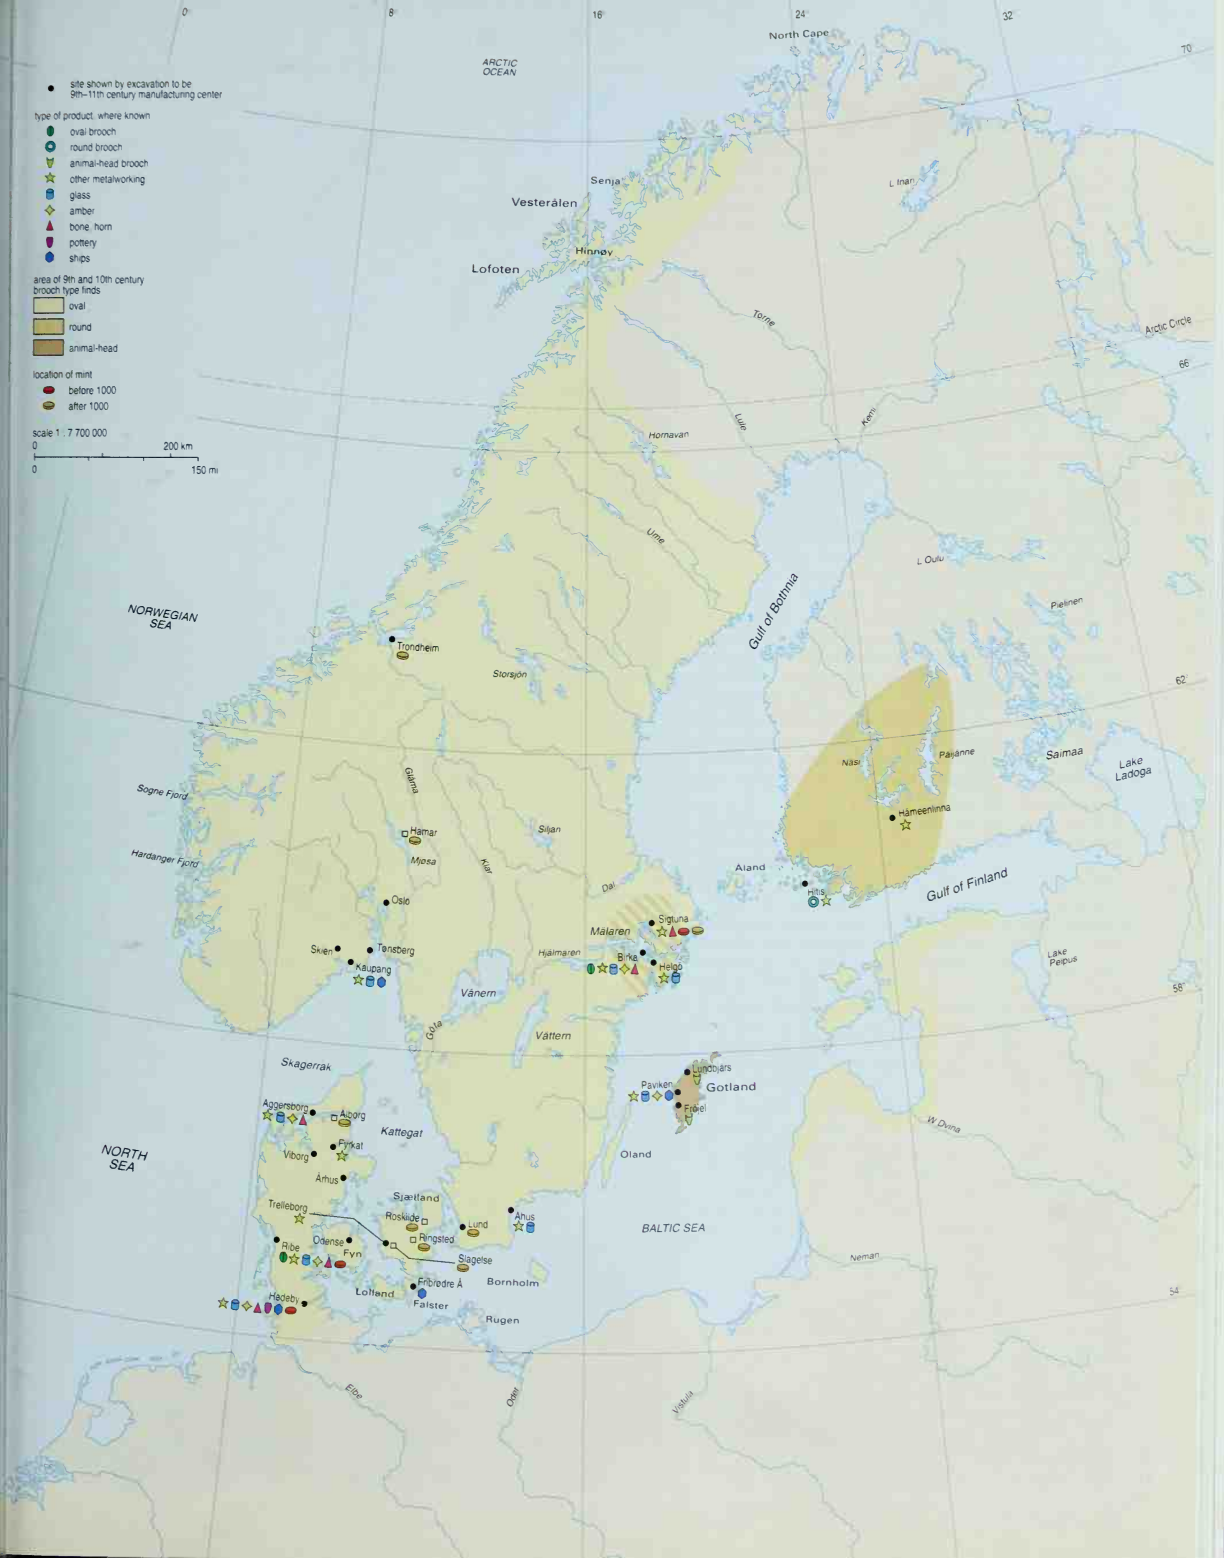 0°
8°
16°
24°
32°
70°
North Cape
ARCTIC
OCEAN
site shown by excavation to be
9th–11th century manufacturing center
type of product, where known
oval brooch
round brooch
animal-head brooch
other metalworking
glass
amber
bone, horn
pottery
ships
area of 9th and 10th century
brooch type finds
oval
round
animal-head
location of mint
before 1000
after 1000
scale 1 : 7 700 000
0
200 km
0
150 mi
Senja
Vesterålen
L Inari
Hinnøy
Lofoten
Torne
Arctic Circle
66°
Lule
Kemi
Hornavan
Ume
L Oulu
Gulf of Bothnia
Pielinen
NORWEGIAN
SEA
Trondheim
Storsjön
62°
Näsi
Päijänne
Saimaa
Lake
Ladoga
Glåma
Sogne Fjord
Hämeenlinna
Hamar
Siljan
Mjøsa
Hardanger Fjord
Klar
Åland
Dal
Hitis
Gulf of Finland
Oslo
Sigtuna
Mälaren
Skien
Tønsberg
Hjälmaren
Birka
Helgö
Kaupang
Lake
Peipus
Vänern
58°
Göta
Vättern
Skagerrak
Lundbjärs
Paviken
Gotland
Fröjel
Aggersborg
Ålborg
Kattegat
W Dvina
NORTH
SEA
Fyrkat
Viborg
Öland
Århus
Sjælland
Trelleborg
Roskilde
Lund
Åhus
BALTIC SEA
Ribe
Odense
Fyn
Ringsted
Slagelse
Neman
Bornholm
Fribrødre Å
Lolland
Falster
54°
Hadeby
Rugen
Elbe
Oder
Vistula